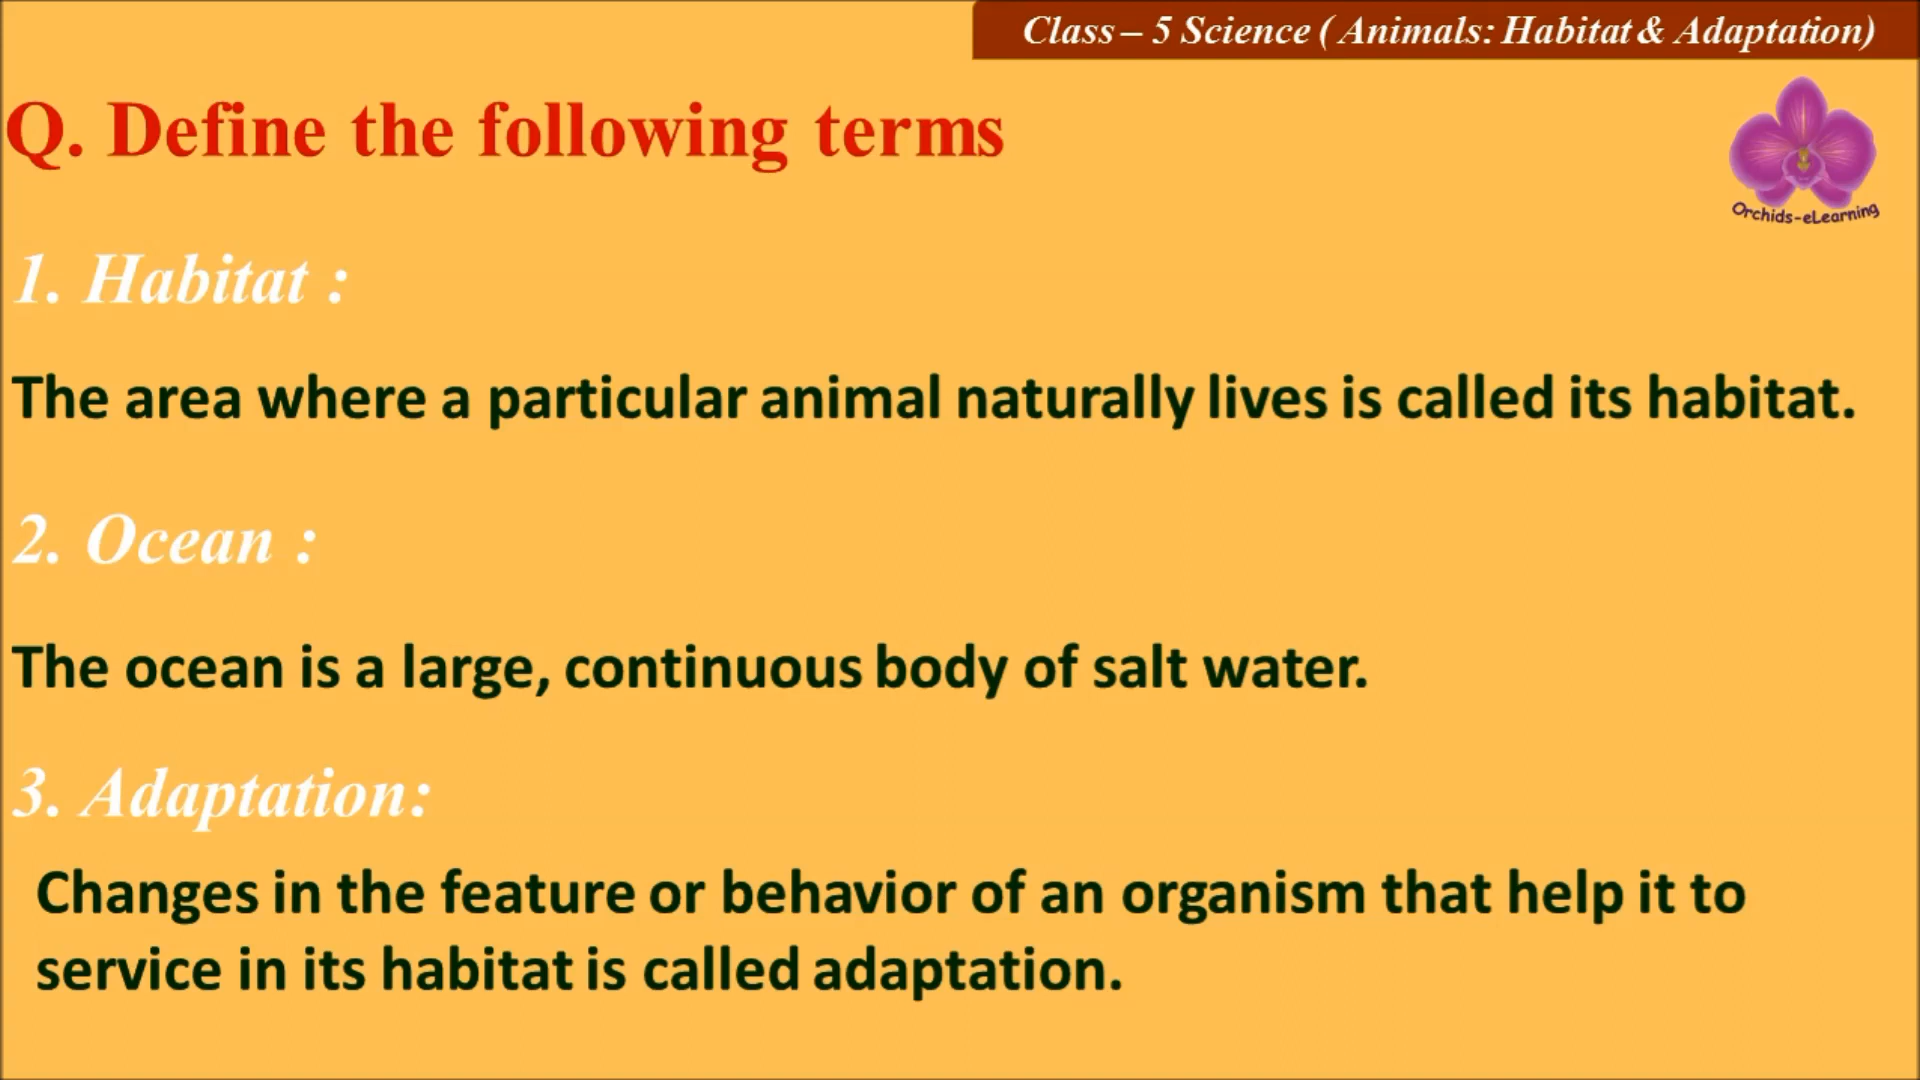 Class – 5 Science ( Animals: Habitat & Adaptation)
Q. Define the following terms
Orchids-eLearning
1. Habitat :
The area where a particular animal naturally lives is called its habitat.
2. Ocean :
The ocean is a large, continuous body of salt water.
3. Adaptation:
Changes in the feature or behavior of an organism that help it to
service in its habitat is called adaptation.